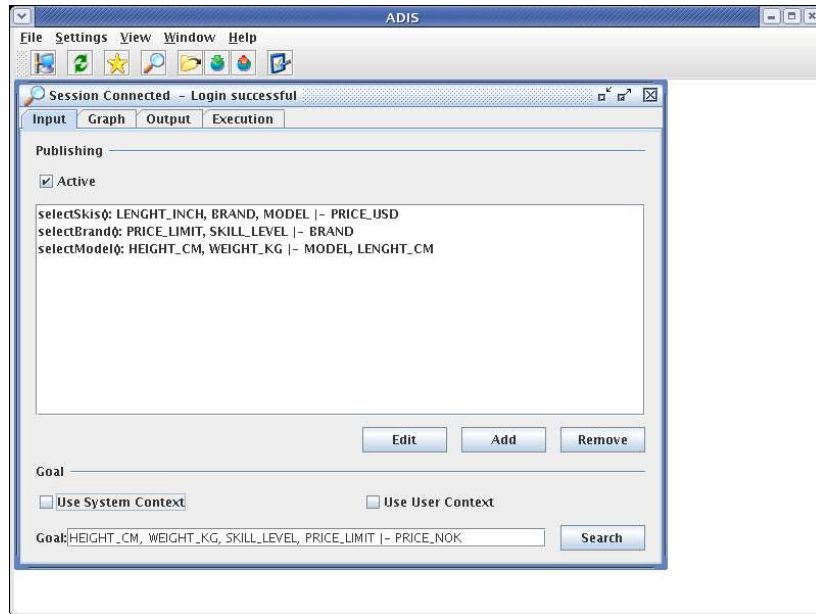 ADIS
File Settings View Window Help
Session Connected - Login successful
Input Graph Output Execution
Publishing
Active
selectSkis(): LENGHT_INCH, BRAND, MODEL |- PRICE_USD
selectBrand(): PRICE_LIMIT, SKILL_LEVEL |- BRAND
selectModel(): HEIGHT_CM, WEIGHT_KG |- MODEL, LENGHT_CM
Edit Add Remove
Goal
Use System Context Use User Context
Goal: HEIGHT_CM, WEIGHT_KG, SKILL_LEVEL, PRICE_LIMIT |- PRICE_NOK Search